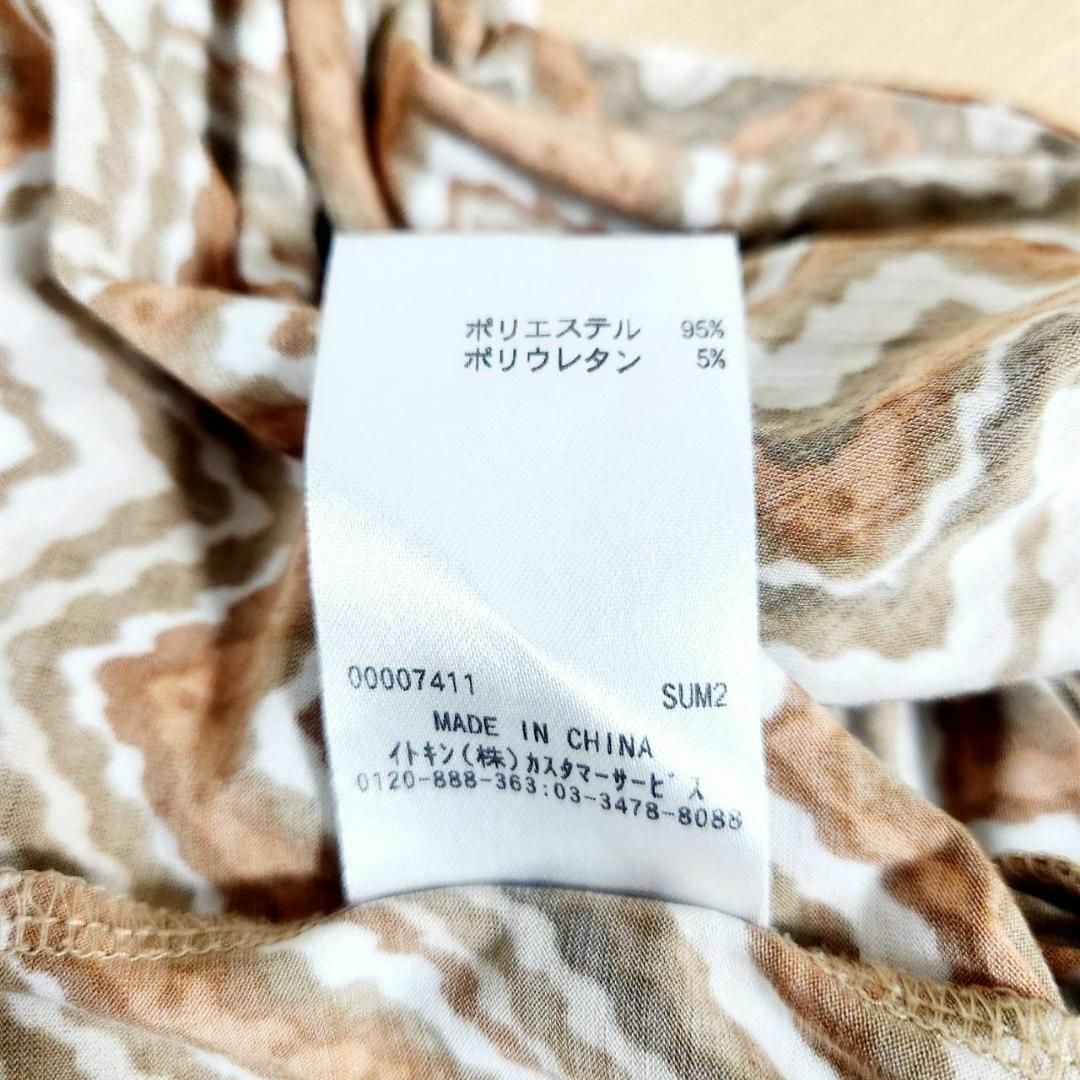 ポリエステル 95%
ポリウレタン 5%
00007411 SUM2
MADE IN CHINA
イトキン(株)カスタマーサービス
0120-888-363:03-3478-8088